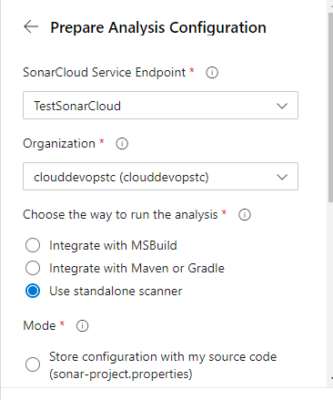 Prepare Analysis Configuration
SonarCloud Service Endpoint *
TestSonarCloud
Organization *
clouddevopstc (clouddevopstc)
Choose the way to run the analysis *
Integrate with MSBuild
Integrate with Maven or Gradle
Use standalone scanner
Mode *
Store configuration with my source code
(sonar-project.properties)